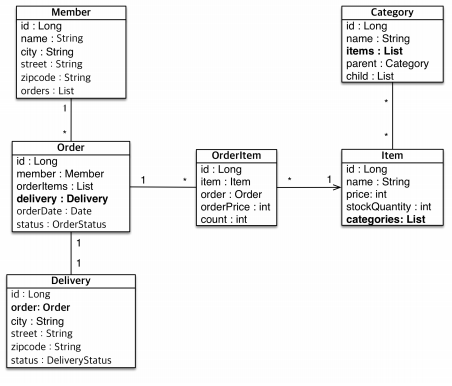 Member
id : Long
name : String
city : String
street : String
zipcode : String
orders : List
1
*
Category
id : Long
name : String
items : List
parent : Category
child : List
*
*
Order
id : Long
member : Member
orderItems : List
delivery : Delivery
orderDate : Date
status : OrderStatus
1
*
OrderItem
id : Long
item : Item
order : Order
orderPrice : int
count : int
*
1
Item
id : Long
name : String
price: int
stockQuantity : int
categories: List
1
1
Delivery
id : Long
order: Order
city : String
street : String
zipcode : String
status : DeliveryStatus